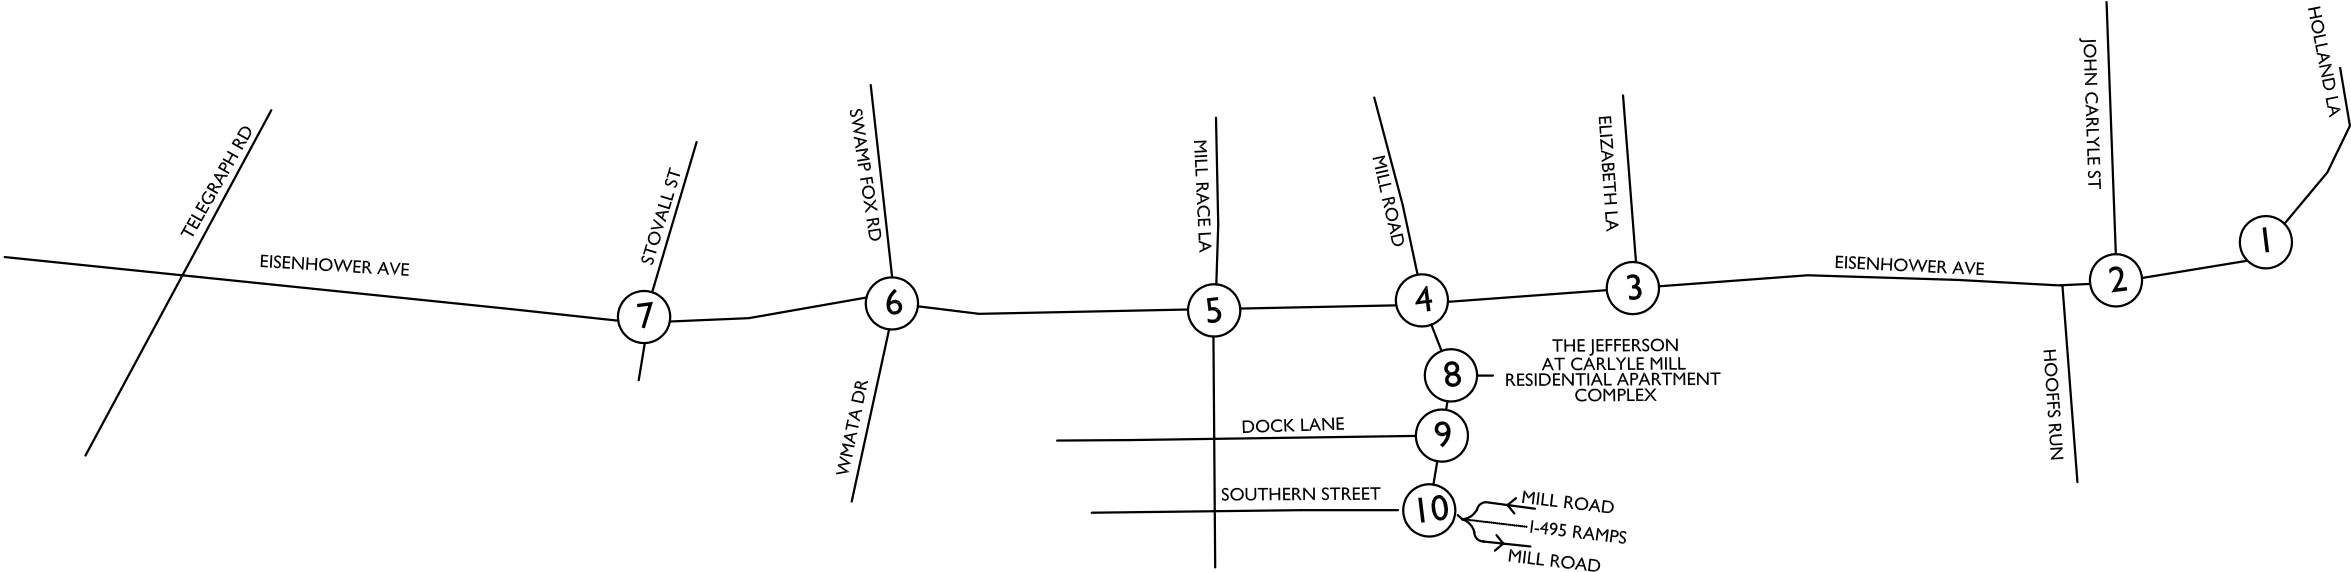 HOLLAND LA
JOHN CARLYLE ST
ELIZABETH LA
MILL ROAD
MILL RACE LA
SWAMP FOX RD
STOVALL ST
TELEGRAPH RD
EISENHOWER AVE
EISENHOWER AVE
1
2
3
4
5
6
7
8
THE JEFFERSON
AT CARLYLE MILL
RESIDENTIAL APARTMENT
COMPLEX
HOOFFS RUN
WMATA DR
DOCK LANE
9
SOUTHERN STREET
10
MILL ROAD
I-495 RAMPS
MILL ROAD